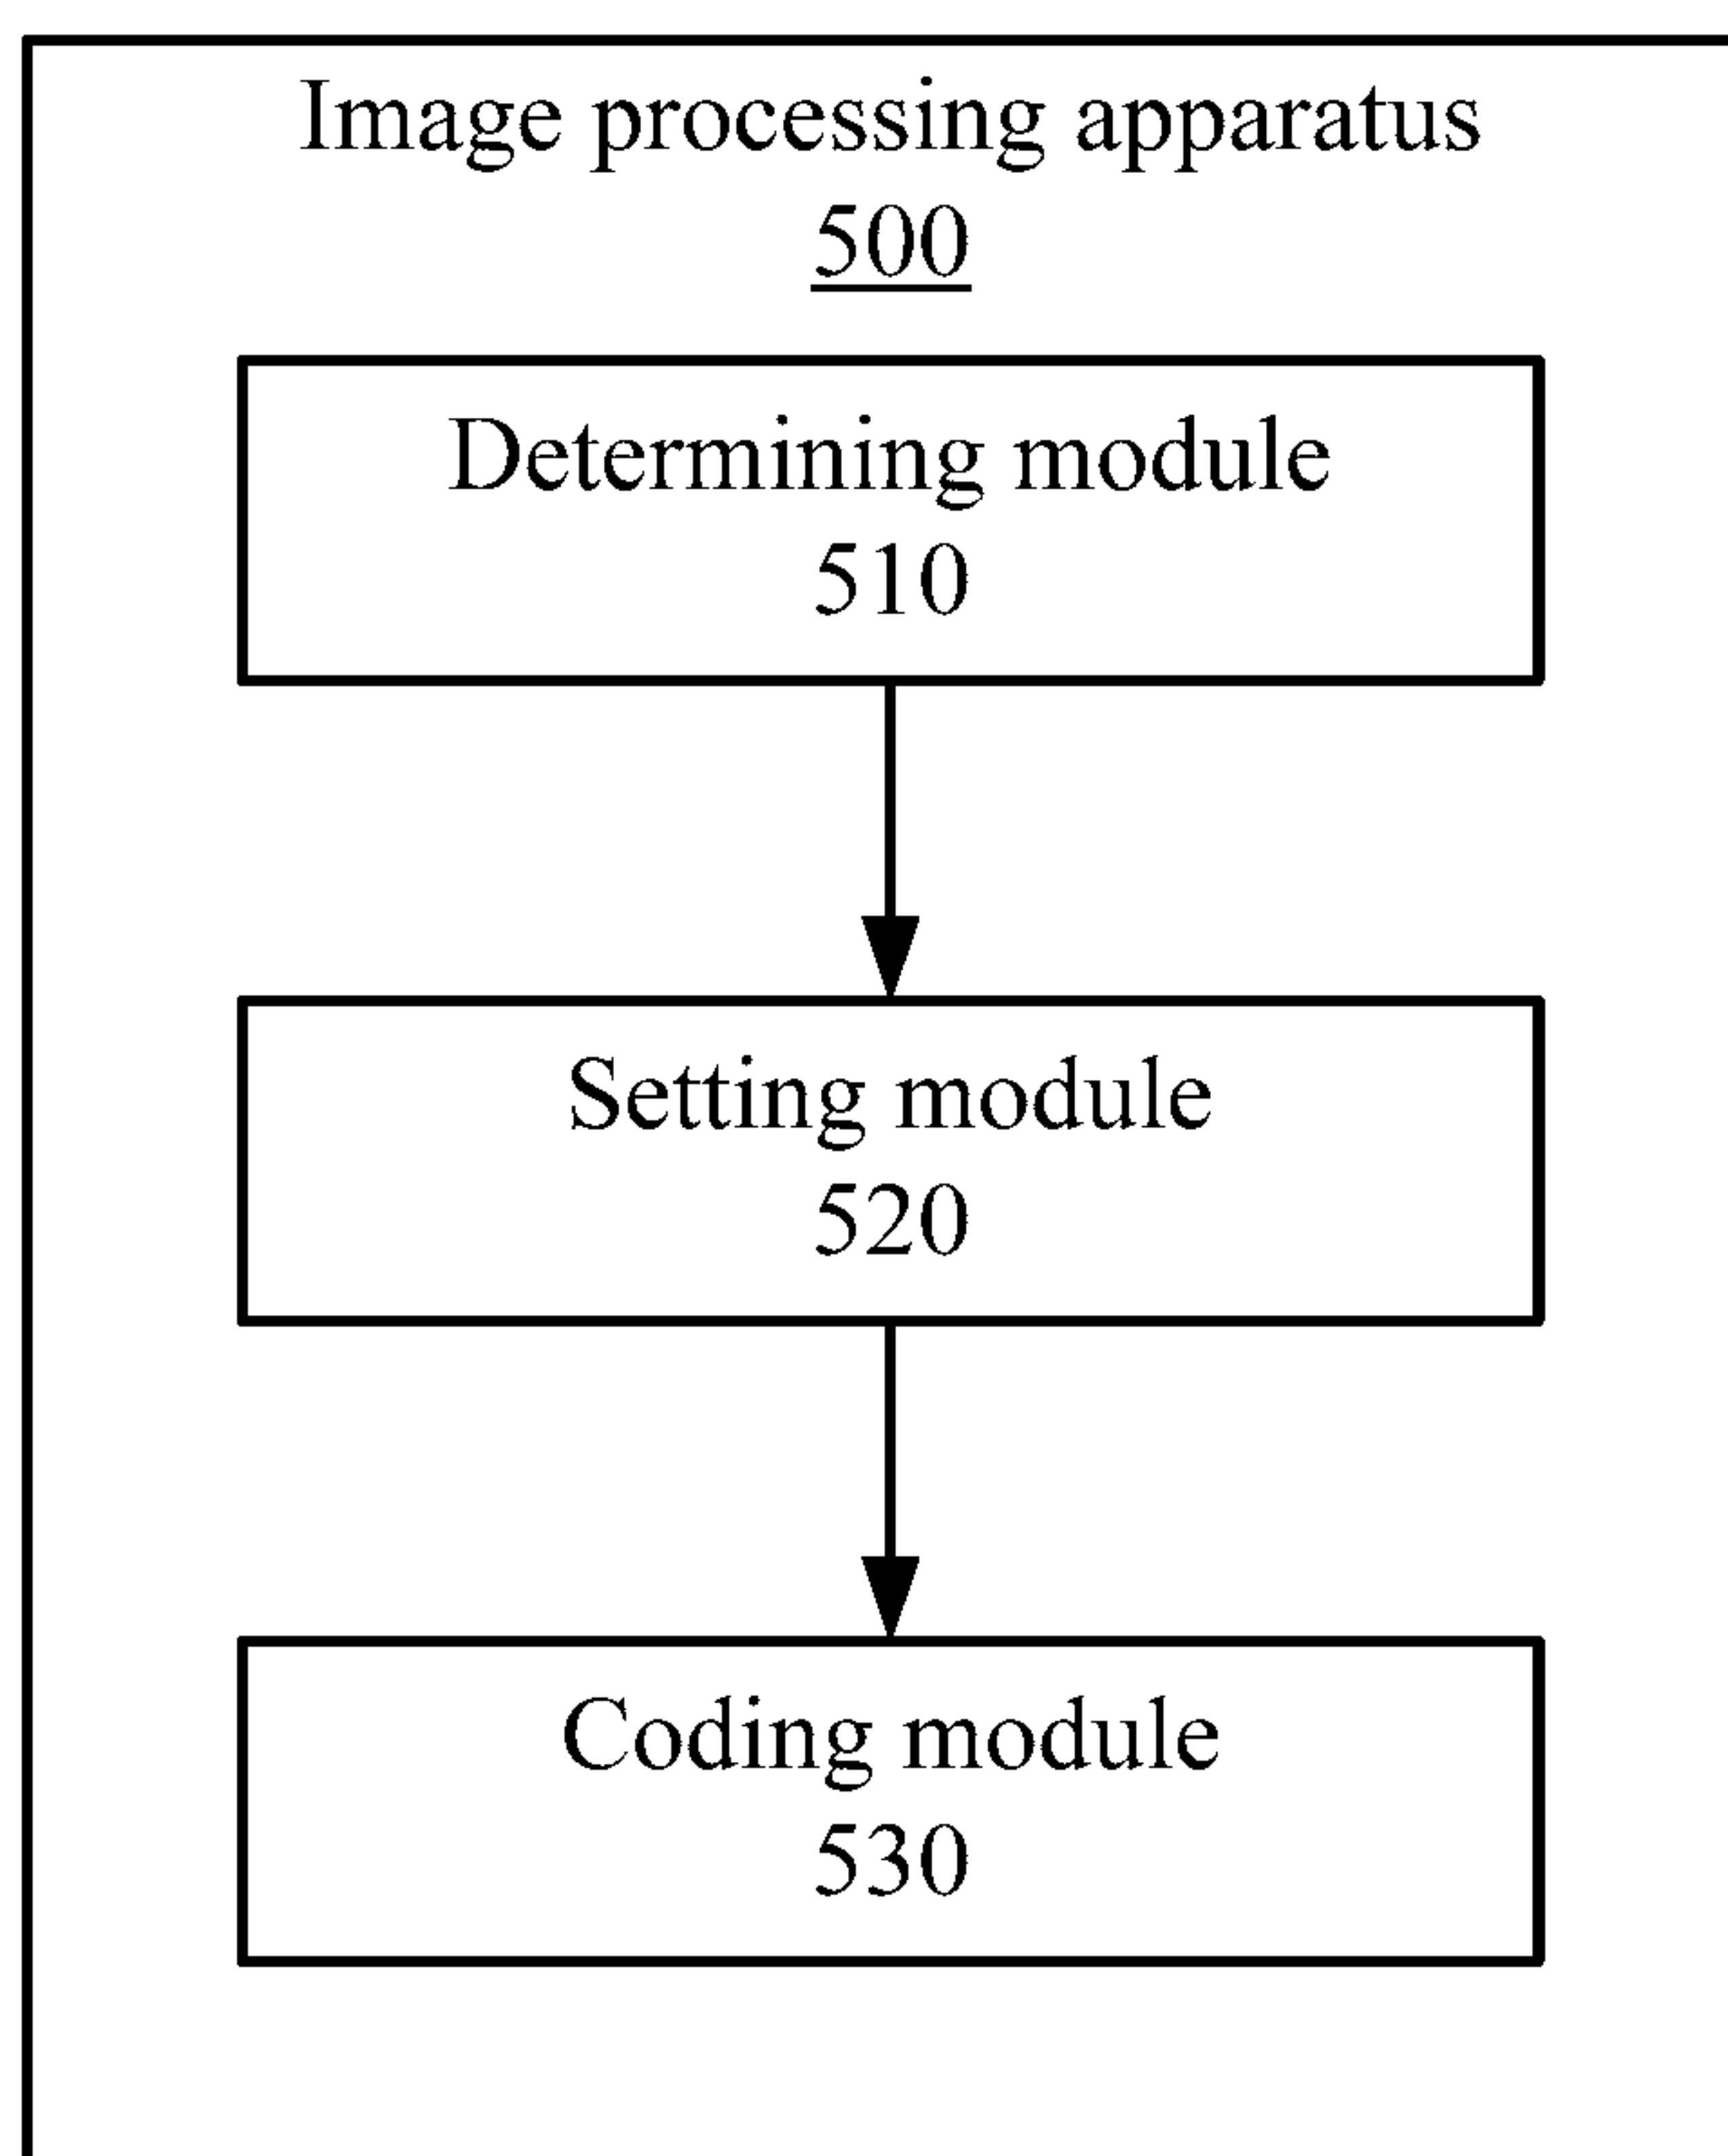 Image processing apparatus
500
Determining module
510
Setting module
520
Coding module
530